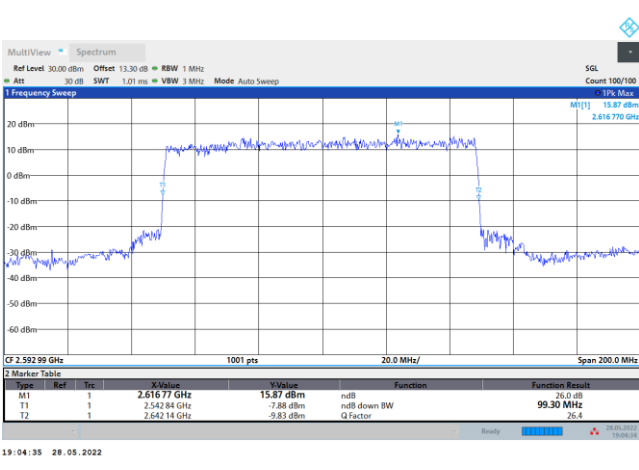 MultiView Spectrum
Ref Level 30.00 dBm Offset 13.30 dB RBW 1 MHz SGL
Att 30 dB SWT 1.01 ms VBW 3 MHz Mode Auto Sweep Count 100/100
1 Frequency Sweep 1Pk Max
M1[1] 15.87 dBm
2.616 770 GHz
M1
20 dBm
10 dBm
0 dBm
T1
T2
-10 dBm
-20 dBm
-30 dBm
-40 dBm
-50 dBm
-60 dBm
CF 2.592 99 GHz 1001 pts 20.0 MHz/ Span 200.0 MHz
2 Marker Table
Type Ref Trc X-Value Y-Value Function Function Result
M1 1 2.616 77 GHz 15.87 dBm ndB 26.0 dB
T1 1 2.542 84 GHz -7.88 dBm ndB down BW 99.30 MHz
T2 1 2.642 14 GHz -9.83 dBm Q Factor 26.4
Ready 28.05.2022
19:04:34
19:04:35 28.05.2022